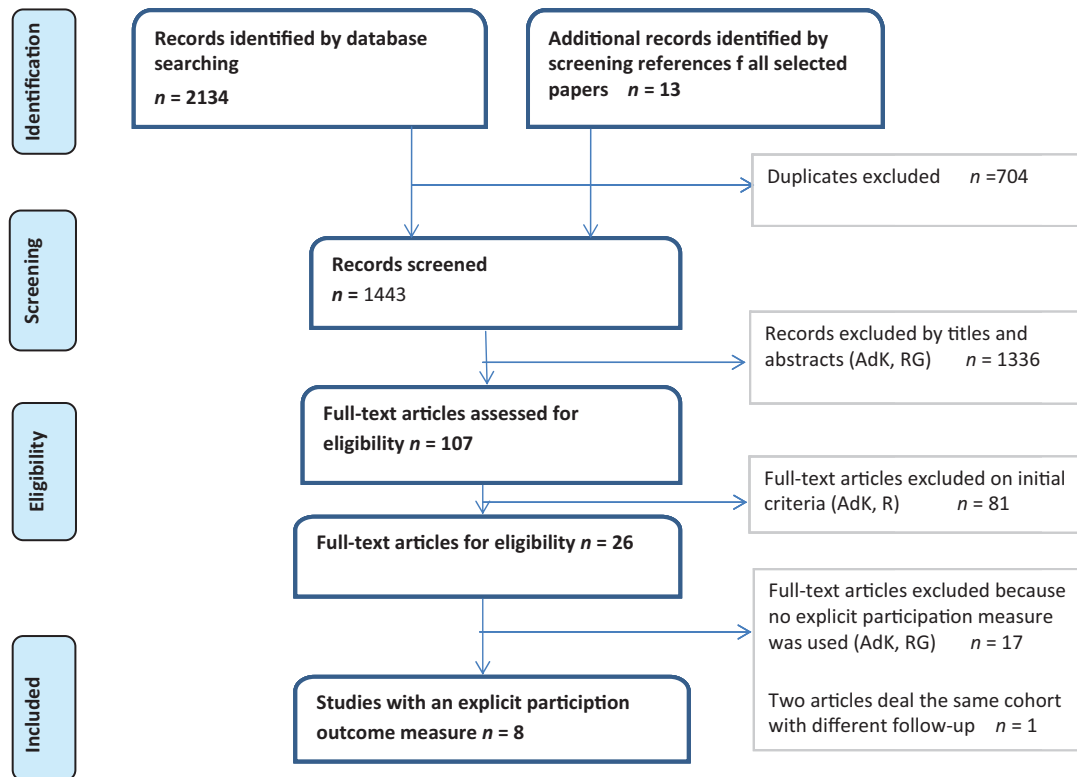 Identification
Records identified by database
searching
n = 2134
Additional records identified by
screening references f all selected
papers n = 13
Duplicates excluded n =704
Screening
Records screened
n = 1443
Records excluded by titles and
abstracts (AdK, RG) n = 1336
Eligibility
Full-text articles assessed for
eligibility n = 107
Full-text articles excluded on initial
criteria (AdK, R) n = 81
Full-text articles for eligibility n = 26
Full-text articles excluded because
no explicit participation measure
was used (AdK, RG) n = 17
Two articles deal the same cohort
with different follow-up n = 1
Included
Studies with an explicit particiption
outcome measure n = 8